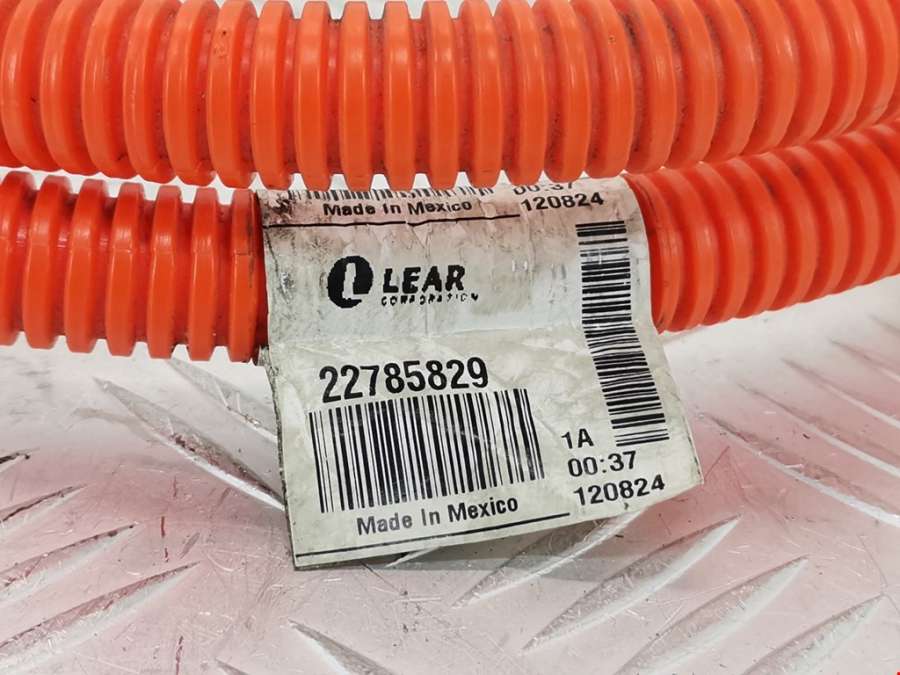 00:37
Made In Mexico
120824
LEAR
CORPORATION
22785829
1A
00:37
120824
Made In Mexico